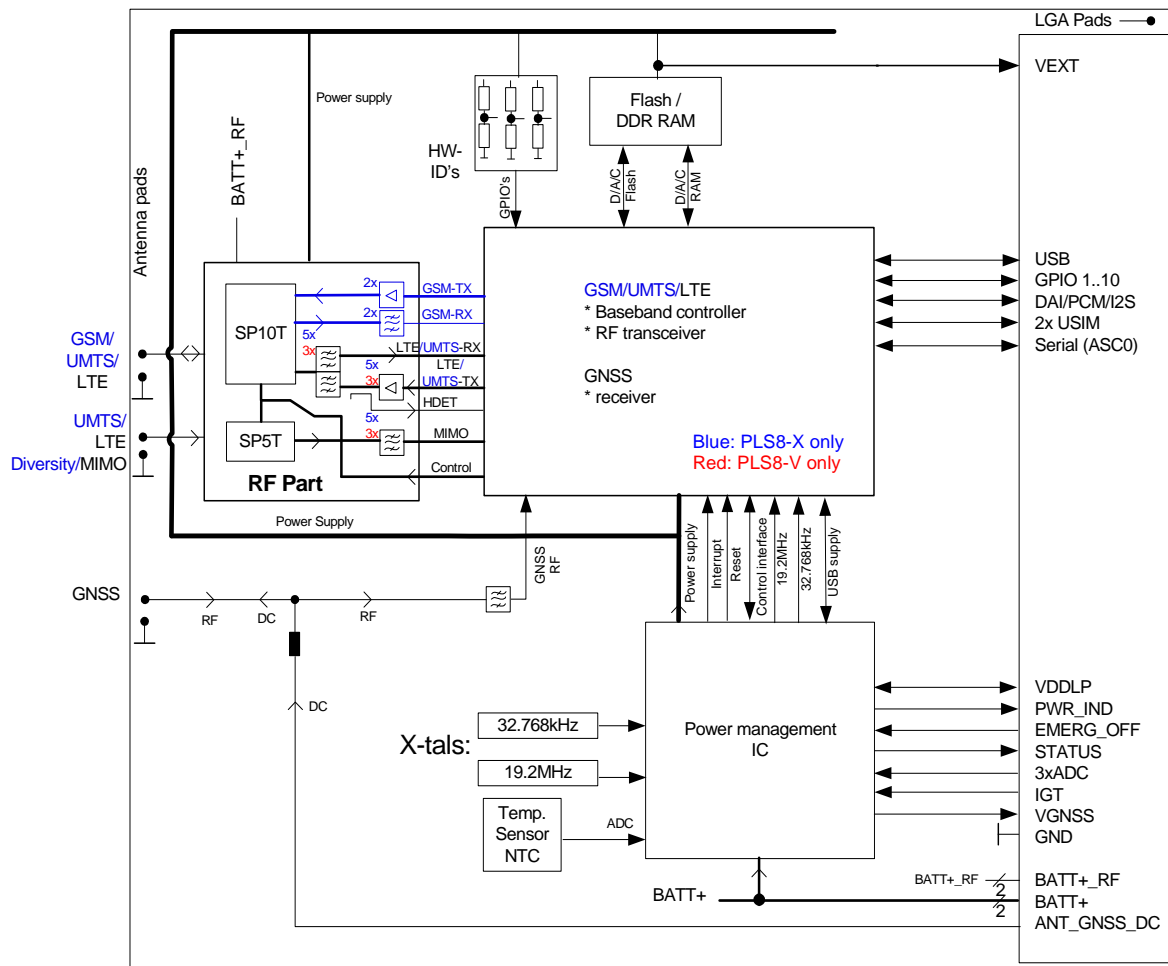 LGA Pads
VEXT
Power supply
Flash /
DDR RAM
HW-
ID's
BATT+_RF
Antenna pads
GPIO's
D/A/C
Flash
D/A/C
RAM
USB
GPIO 1..10
DAI/PCM/I2S
2x USIM
Serial (ASC0)
GSM/UMTS/LTE
* Baseband controller
* RF transceiver
GNSS
* receiver
Blue: PLS8-X only
Red: PLS8-V only
2x
GSM-TX
2x
GSM-RX
SP10T
5x
3x
LTE/UMTS-RX
5x
LTE/
3x
UMTS-TX
HDET
5x
3x
MIMO
SP5T
Control
RF Part
GSM/
UMTS/
LTE
UMTS/
LTE
Diversity/MIMO
Power Supply
GNSS
RF
Power supply
Interrupt
Reset
Control interface
19.2MHz
32.768kHz
USB supply
GNSS
RF
DC
RF
DC
X-tals:
32.768kHz
19.2MHz
Temp.
Sensor
NTC
ADC
Power management
IC
VDDLP
PWR_IND
EMERG_OFF
STATUS
3xADC
IGT
VGNSS
GND
BATT+_RF
2
BATT+_RF
BATT+
2
BATT+
ANT_GNSS_DC